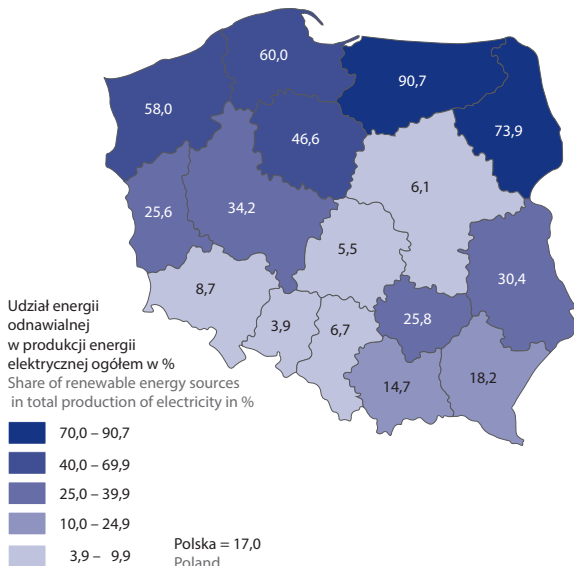 60,0
90,7
58,0
46,6
73,9
6,1
25,6
34,2
5,5
30,4
8,7
3,9
6,7
25,8
14,7
18,2
Udział energii
odnawialnej
w produkcji energii
elektrycznej ogółem w %
Share of renewable energy sources
in total production of electricity in %
70,0 – 90,7
40,0 – 69,9
25,0 – 39,9
10,0 – 24,9
3,9 – 9,9
Polska = 17,0
Poland